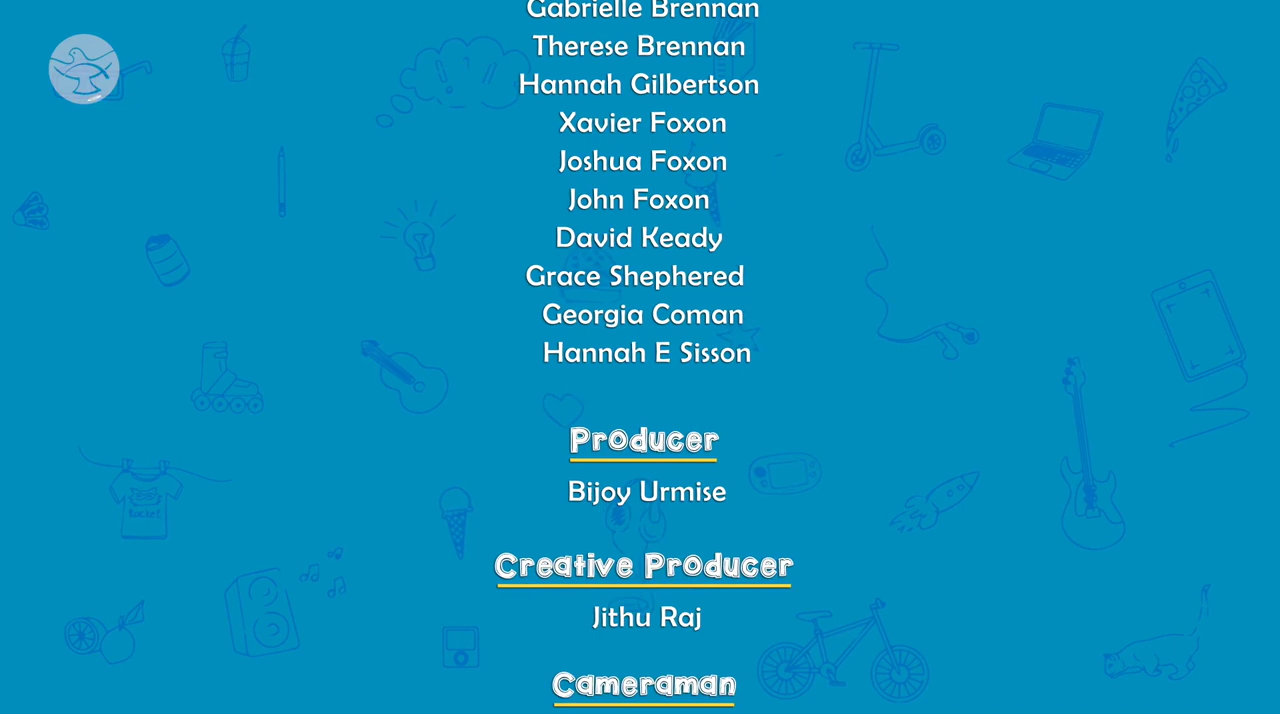 Gabrielle Brennan
Therese Brennan
Hannah Gilbertson
Xavier Foxon
Joshua Foxon
John Foxon
David Keady
Grace Shephered
Georgia Coman
Hannah E Sisson
Producer
Bijoy Urmise
Rocket
Creative Producer
Jithu Raj
Cameraman